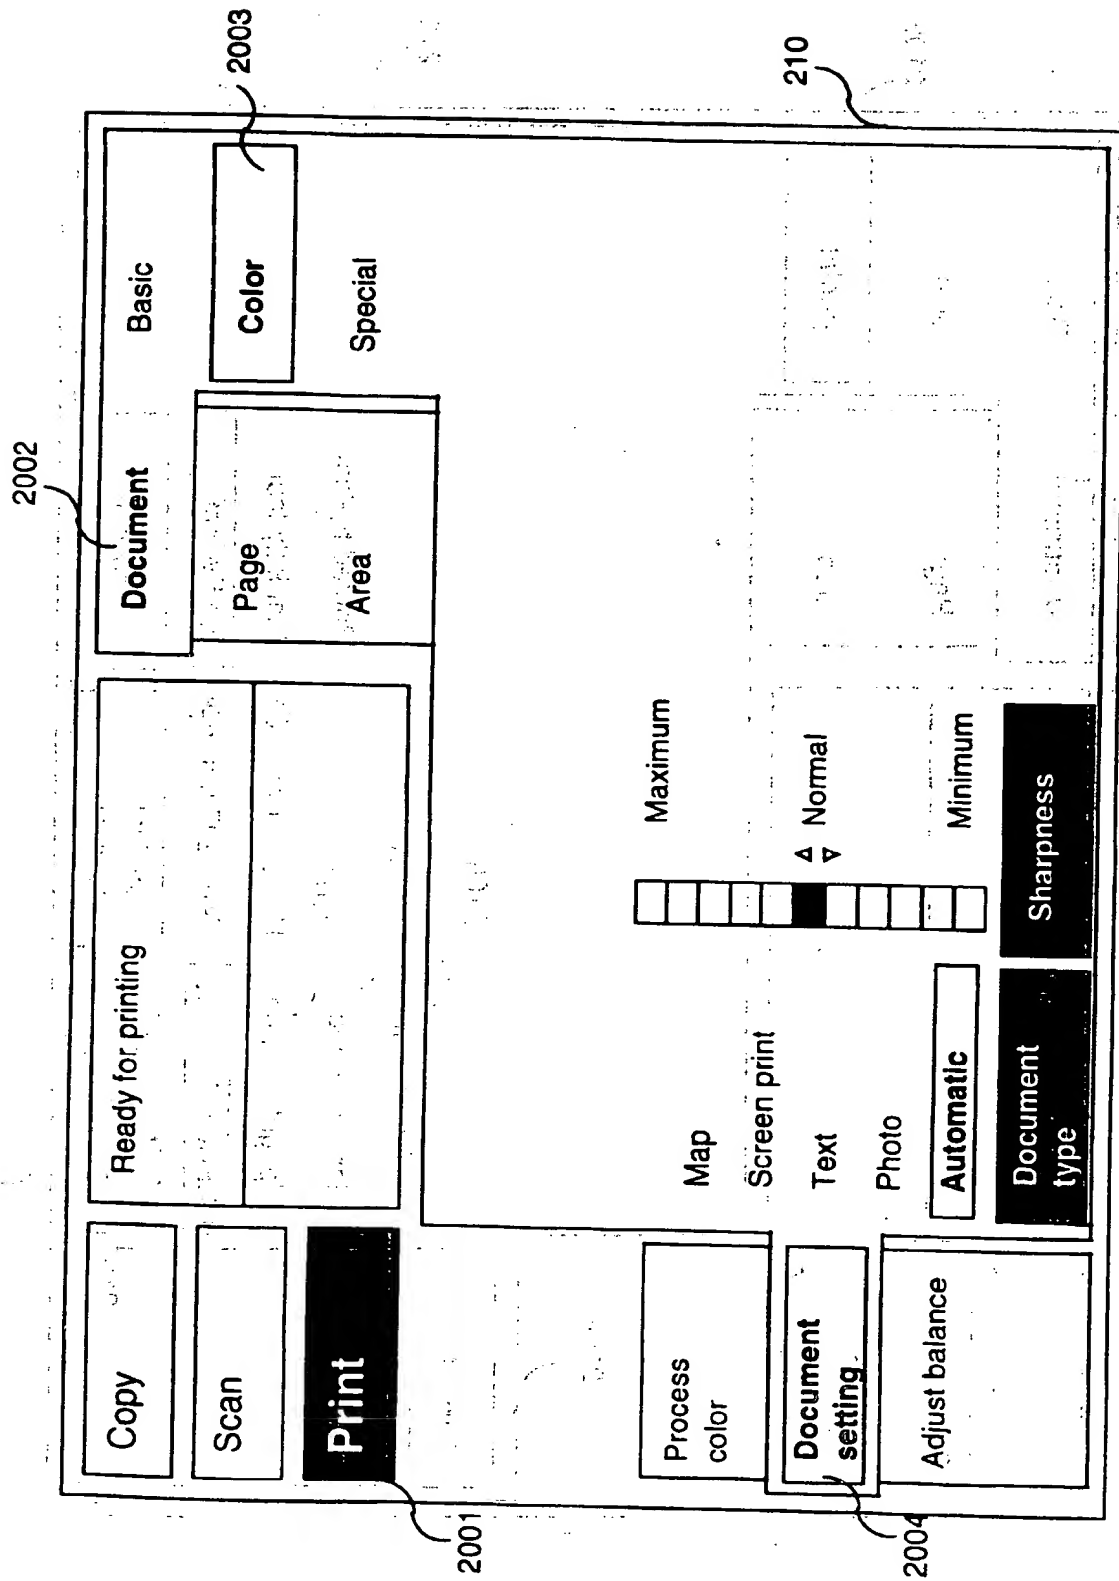 Copy
Scan
Print
2001
Ready for printing
2002
Document
Page
Area
Basic
Color
Special
2003
210
Process
color
Document
setting
Adjust balance
2004
Map
Screen print
Text
Photo
Automatic
Document
type
Maximum
Normal
Minimum
Sharpness